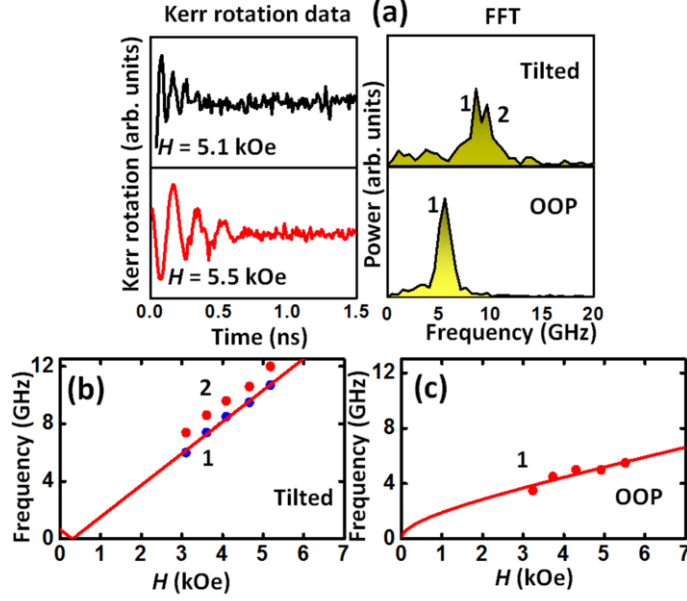 Kerr rotation data (a) FFT
Kerr rotation (arb. units)
H = 5.1 kOe
H = 5.5 kOe
0.0 0.5 1.0 1.5
Time (ns)
Power (arb. units)
Tilted
1 2
OOP
1
0 5 10 15 20
Frequency (GHz)
(b)
Frequency (GHz)
12
8
4
0
2
1
Tilted
0 1 2 3 4 5 6 7
H (kOe)
(c)
Frequency (GHz)
12
8
4
0
1
OOP
0 1 2 3 4 5 6 7
H (kOe)